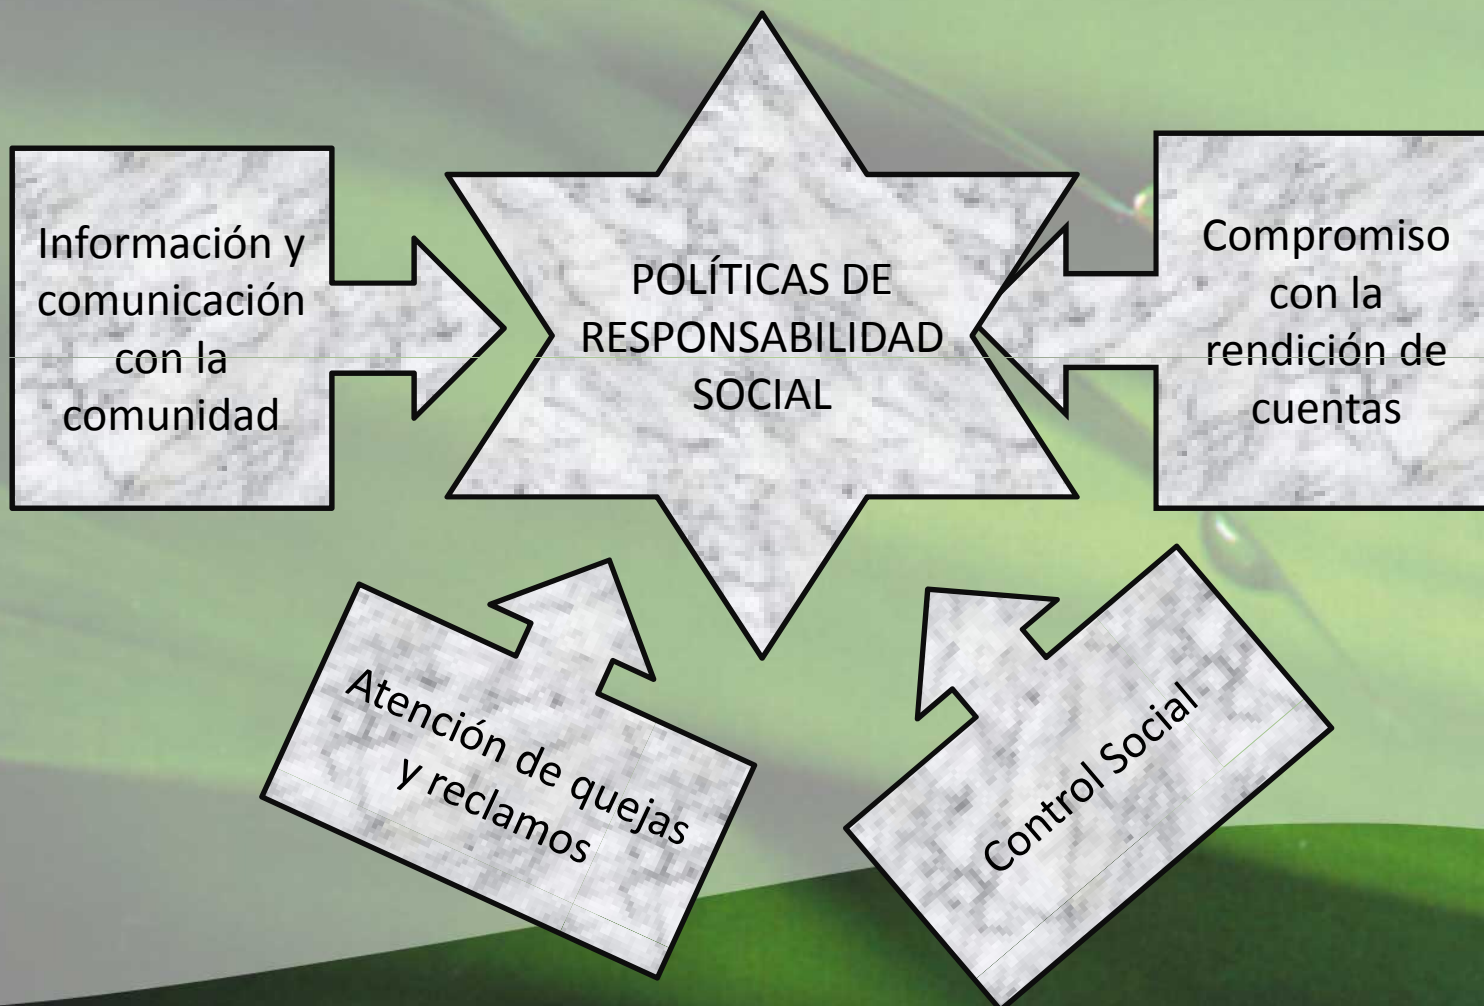 Información y
comunicación
con la
comunidad
POLÍTICAS DE
RESPONSABILIDAD
SOCIAL
Compromiso
con la
rendición de
cuentas
Atención de quejas
y reclamos
Control Social